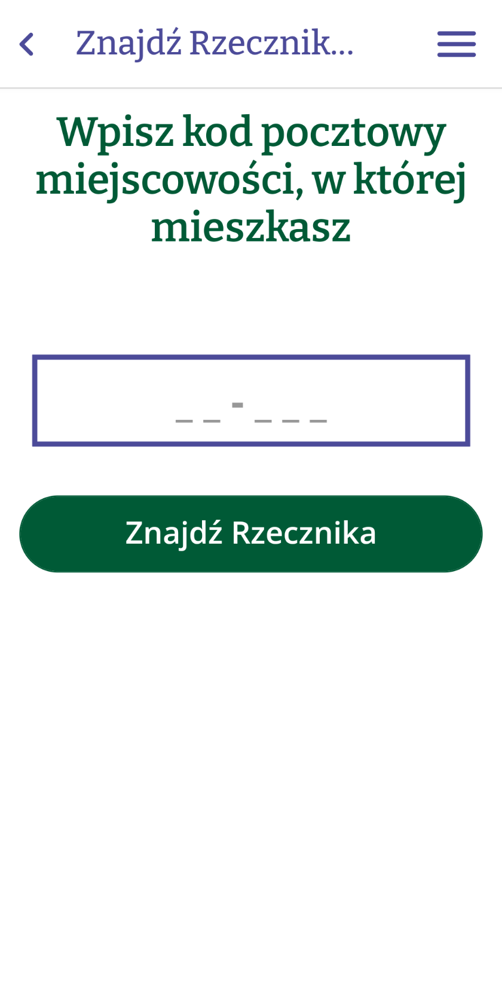 Znajdź Rzecznik...
Wpisz kod pocztowy
miejscowości, w której
mieszkasz
_ _ - _ _ _
Znajdź Rzecznika